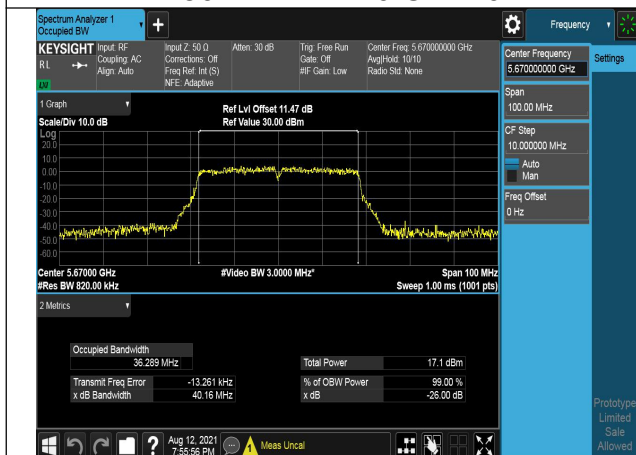 Spectrum Analyzer 1
Occupied BW
+
Frequency
KEYSIGHT
RL
Input: RF
Coupling: AC
Align: Auto
Input Z: 50 Ω
Corrections: Off
Freq Ref: Int (S)
NFE: Adaptive
Atten: 30 dB
Trig: Free Run
Gate: Off
#IF Gain: Low
Center Freq: 5.670000000 GHz
Avg|Hold: 10/10
Radio Std: None
Center Frequency
5.670000000 GHz
Settings
Span
100.00 MHz
CF Step
10.000000 MHz
Auto
Man
Freq Offset
0 Hz
1 Graph
Scale/Div 10.0 dB
Ref Lvl Offset 11.47 dB
Ref Value 30.00 dBm
Log
20.0
10.0
0.00
-10.0
-20.0
-30.0
-40.0
-50.0
-60.0
Center 5.67000 GHz
#Res BW 820.00 kHz
#Video BW 3.0000 MHz*
Span 100 MHz
Sweep 1.00 ms (1001 pts)
2 Metrics
Occupied Bandwidth
36.289 MHz
Total Power 17.1 dBm
Transmit Freq Error -13.261 kHz
% of OBW Power 99.00 %
x dB Bandwidth 40.16 MHz
x dB -26.00 dB
Prototype
Limited
Sale
Allowed
?
Aug 12, 2021
7:55:56 PM
1
Meas Uncal